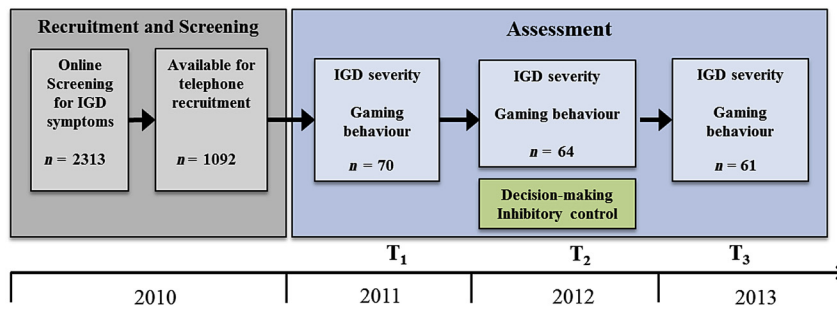 Recruitment and Screening
Online
Screening
for IGD
symptoms
n = 2313
Available for
telephone
recruitment
n = 1092
Assessment
IGD severity
Gaming
behaviour
n = 70
IGD severity
Gaming behaviour
n = 64
Decision-making
Inhibitory control
IGD severity
Gaming
behaviour
n = 61
T1
T2
T3
2010
2011
2012
2013